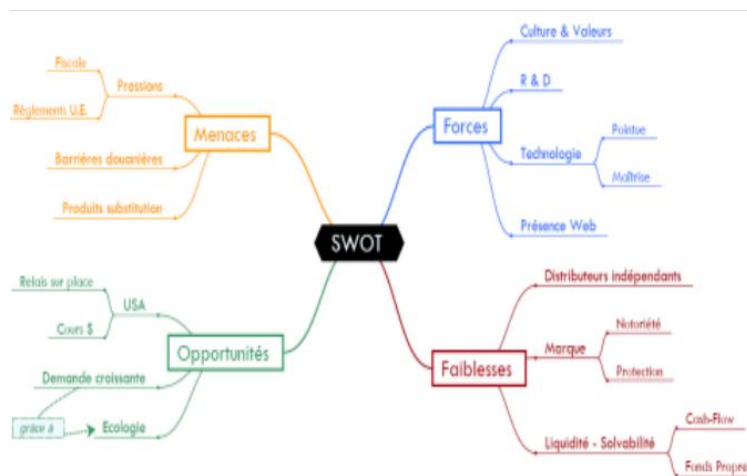 SWOT
Menaces
Pressions
Fiscale
Règlements U.E.
Barrières douanières
Produits substitution
Forces
Culture & Valeurs
R & D
Technologie
Pointue
Maîtrise
Présence Web
Opportunités
USA
Relais sur place
Cours $
Demande croissante
grâce à
Ecologie
Faiblesses
Distributeurs indépendants
Marque
Notoriété
Protection
Liquidité - Solvabilité
Cash-Flow
Fonds Propre